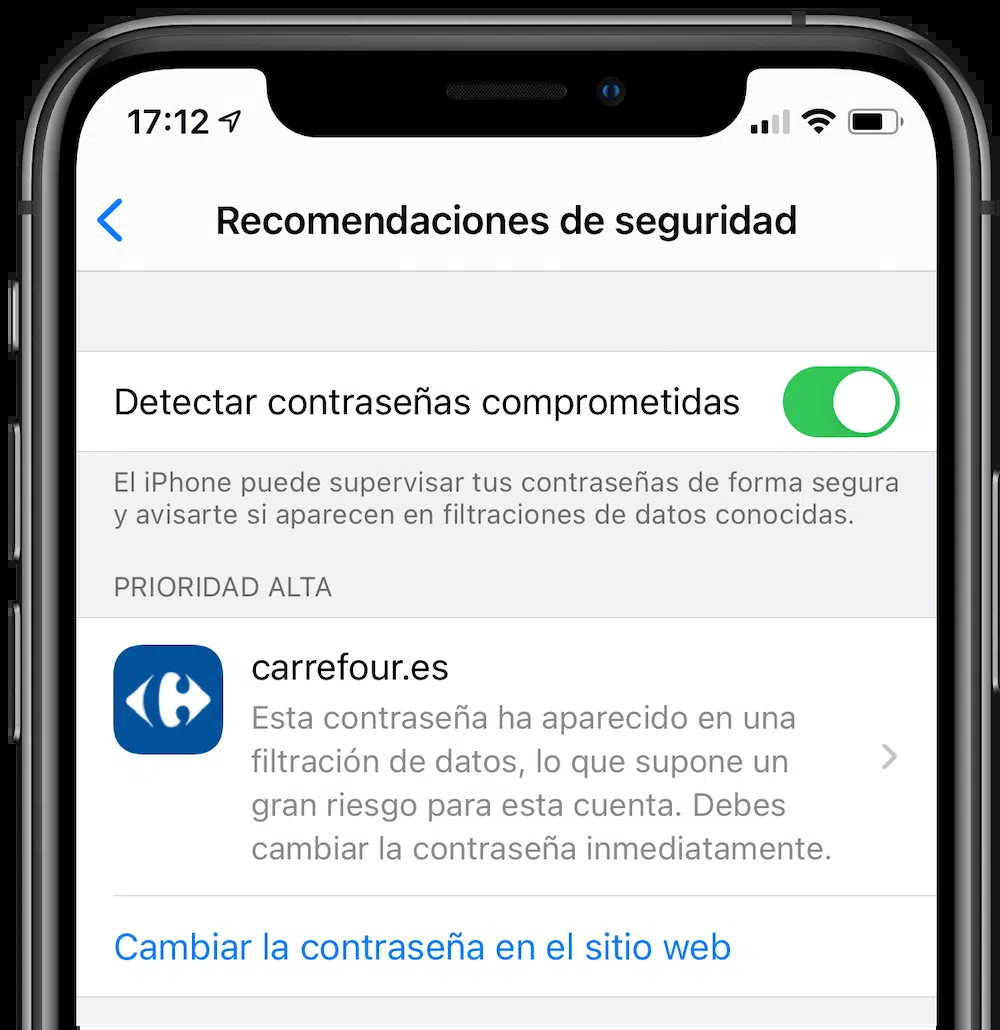 17:12
Recomendaciones de seguridad
Detectar contraseñas comprometidas
El iPhone puede supervisar tus contraseñas de forma segura
y avisarte si aparecen en filtraciones de datos conocidas.
PRIORIDAD ALTA
carrefour.es
Esta contraseña ha aparecido en una
filtración de datos, lo que supone un
gran riesgo para esta cuenta. Debes
cambiar la contraseña inmediatamente.
Cambiar la contraseña en el sitio web